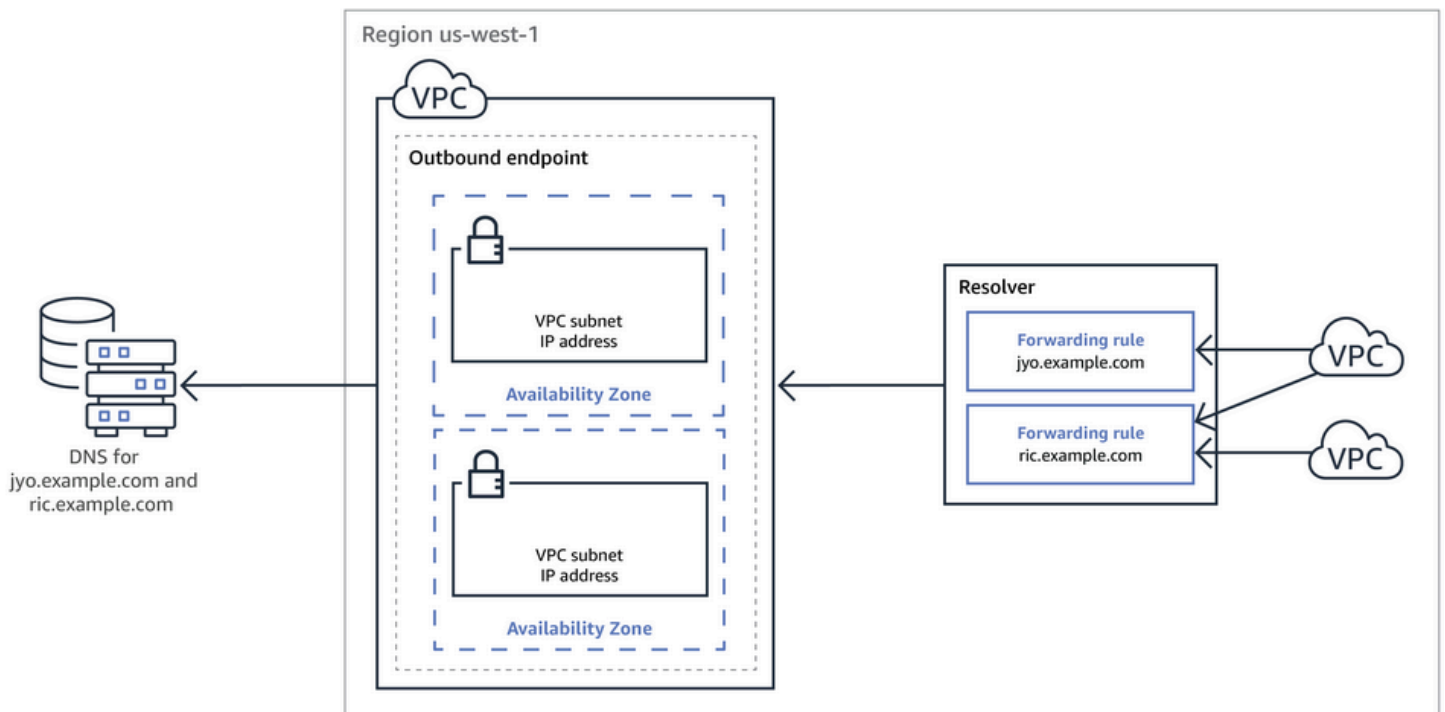 Region us-west-1
VPC
Outbound endpoint
VPC subnet
IP address
Availability Zone
VPC subnet
IP address
Availability Zone
DNS for
jyo.example.com and
ric.example.com
Resolver
Forwarding rule
jyo.example.com
Forwarding rule
ric.example.com
VPC
VPC